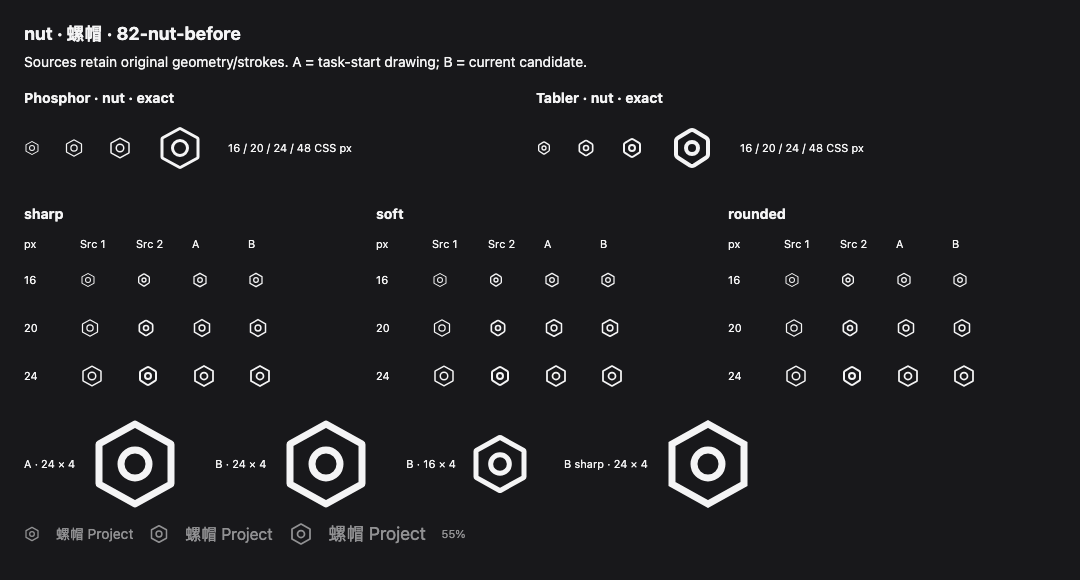 nut · 螺帽 · 82-nut-before
Sources retain original geometry/strokes. A = task-start drawing; B = current candidate.
Phosphor · nut · exact
16 / 20 / 24 / 48 CSS px
Tabler · nut · exact
16 / 20 / 24 / 48 CSS px
sharp
px Src 1 Src 2 A B
16
20
24
soft
px Src 1 Src 2 A B
16
20
24
rounded
px Src 1 Src 2 A B
16
20
24
A · 24 × 4
B · 24 × 4
B · 16 × 4
B sharp · 24 × 4
螺帽 Project 螺帽 Project 螺帽 Project 55%